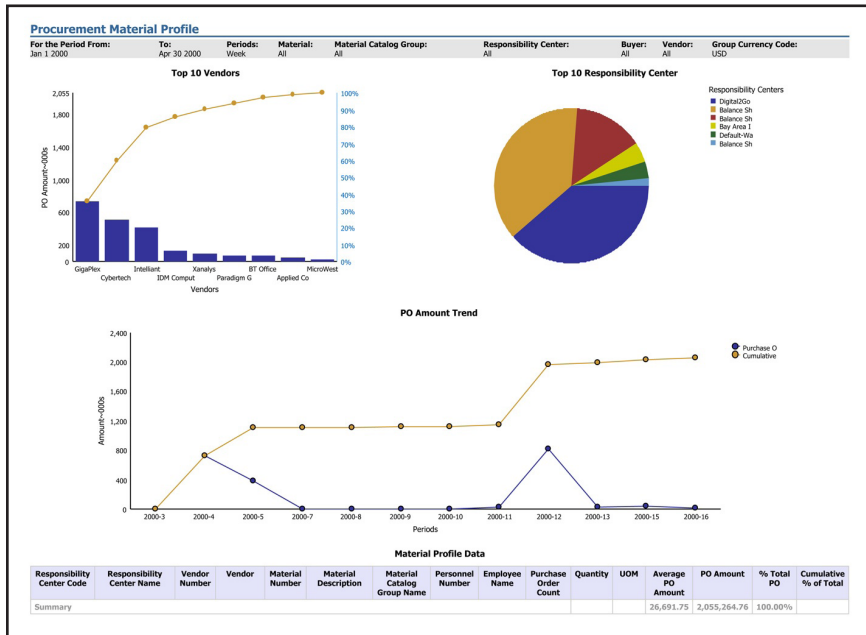 Procurement Material Profile
For the Period From: To: Periods: Material: Material Catalog Group: Responsibility Center: Buyer: Vendor: Group Currency Code:
Jan 1 2000 Apr 30 2000 Week All All All All All USD
Top 10 Vendors
2,055
1,800
1,400
1,000
600
200
0
PO Amount~000s
100%
90%
80%
70%
60%
50%
40%
30%
20%
10%
0%
GigaPlex Intelliant Xanalys BT Office MicroWest
Cybertech IDM Comput Paradigm G Applied Co
Vendors
Top 10 Responsibility Center
Responsibility Centers
Digital2Go
Balance Sh
Balance Sh
Bay Area I
Default-Wa
Balance Sh
PO Amount Trend
2,400
2,000
1,600
1,200
800
400
0
Amount~000s
2000-3 2000-4 2000-5 2000-7 2000-8 2000-9 2000-10 2000-11 2000-12 2000-13 2000-15 2000-16
Periods
Purchase O
Cumulative
Material Profile Data
Responsibility Responsibility Vendor Vendor Material Material Material Personnel Employee Purchase Quantity UOM Average PO Amount % Total Cumulative
Center Code Center Name Number Number Description Catalog Number Name Order PO PO % of Total
Group Name Count Amount
Summary 26,691.75 2,055,264.76 100.00%